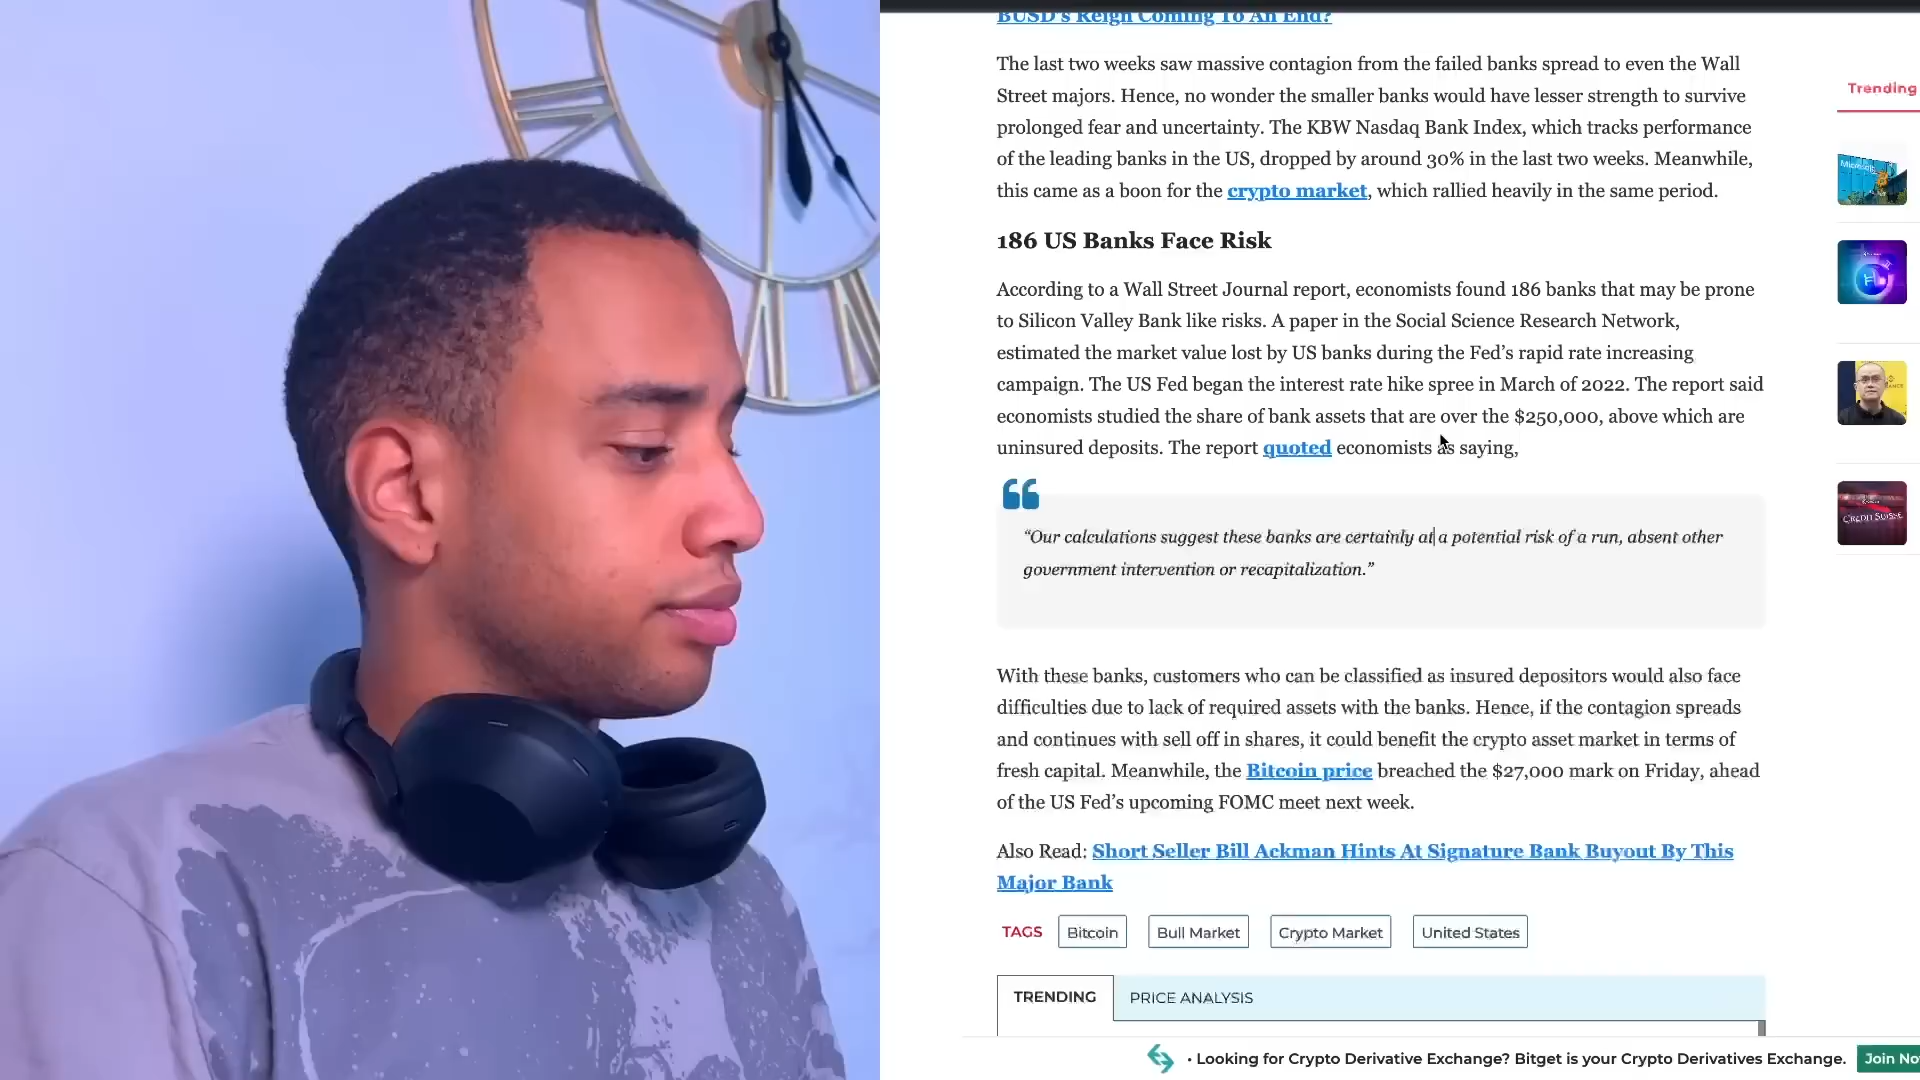 BUSD's Reign Coming To An End?
The last two weeks saw massive contagion from the failed banks spread to even the Wall
Street majors. Hence, no wonder the smaller banks would have lesser strength to survive
prolonged fear and uncertainty. The KBW Nasdaq Bank Index, which tracks performance
of the leading banks in the US, dropped by around 30% in the last two weeks. Meanwhile,
this came as a boon for the crypto market, which rallied heavily in the same period.
186 US Banks Face Risk
According to a Wall Street Journal report, economists found 186 banks that may be prone
to Silicon Valley Bank like risks. A paper in the Social Science Research Network,
estimated the market value lost by US banks during the Fed's rapid rate increasing
campaign. The US Fed began the interest rate hike spree in March of 2022. The report said
economists studied the share of bank assets that are over the $250,000, above which are
uninsured deposits. The report quoted economists as saying,
“Our calculations suggest these banks are certainly at a potential risk of a run, absent other
government intervention or recapitalization.”
With these banks, customers who can be classified as insured depositors would also face
difficulties due to lack of required assets with the banks. Hence, if the contagion spreads
and continues with sell off in shares, it could benefit the crypto asset market in terms of
fresh capital. Meanwhile, the Bitcoin price breached the $27,000 mark on Friday, ahead
of the US Fed's upcoming FOMC meet next week.
Also Read: Short Seller Bill Ackman Hints At Signature Bank Buyout By This
Major Bank
TAGS Bitcoin Bull Market Crypto Market United States
TRENDING PRICE ANALYSIS
• Looking for Crypto Derivative Exchange? Bitget is your Crypto Derivatives Exchange. Join No
Trending
Microsoft
CREDIT SUISSE